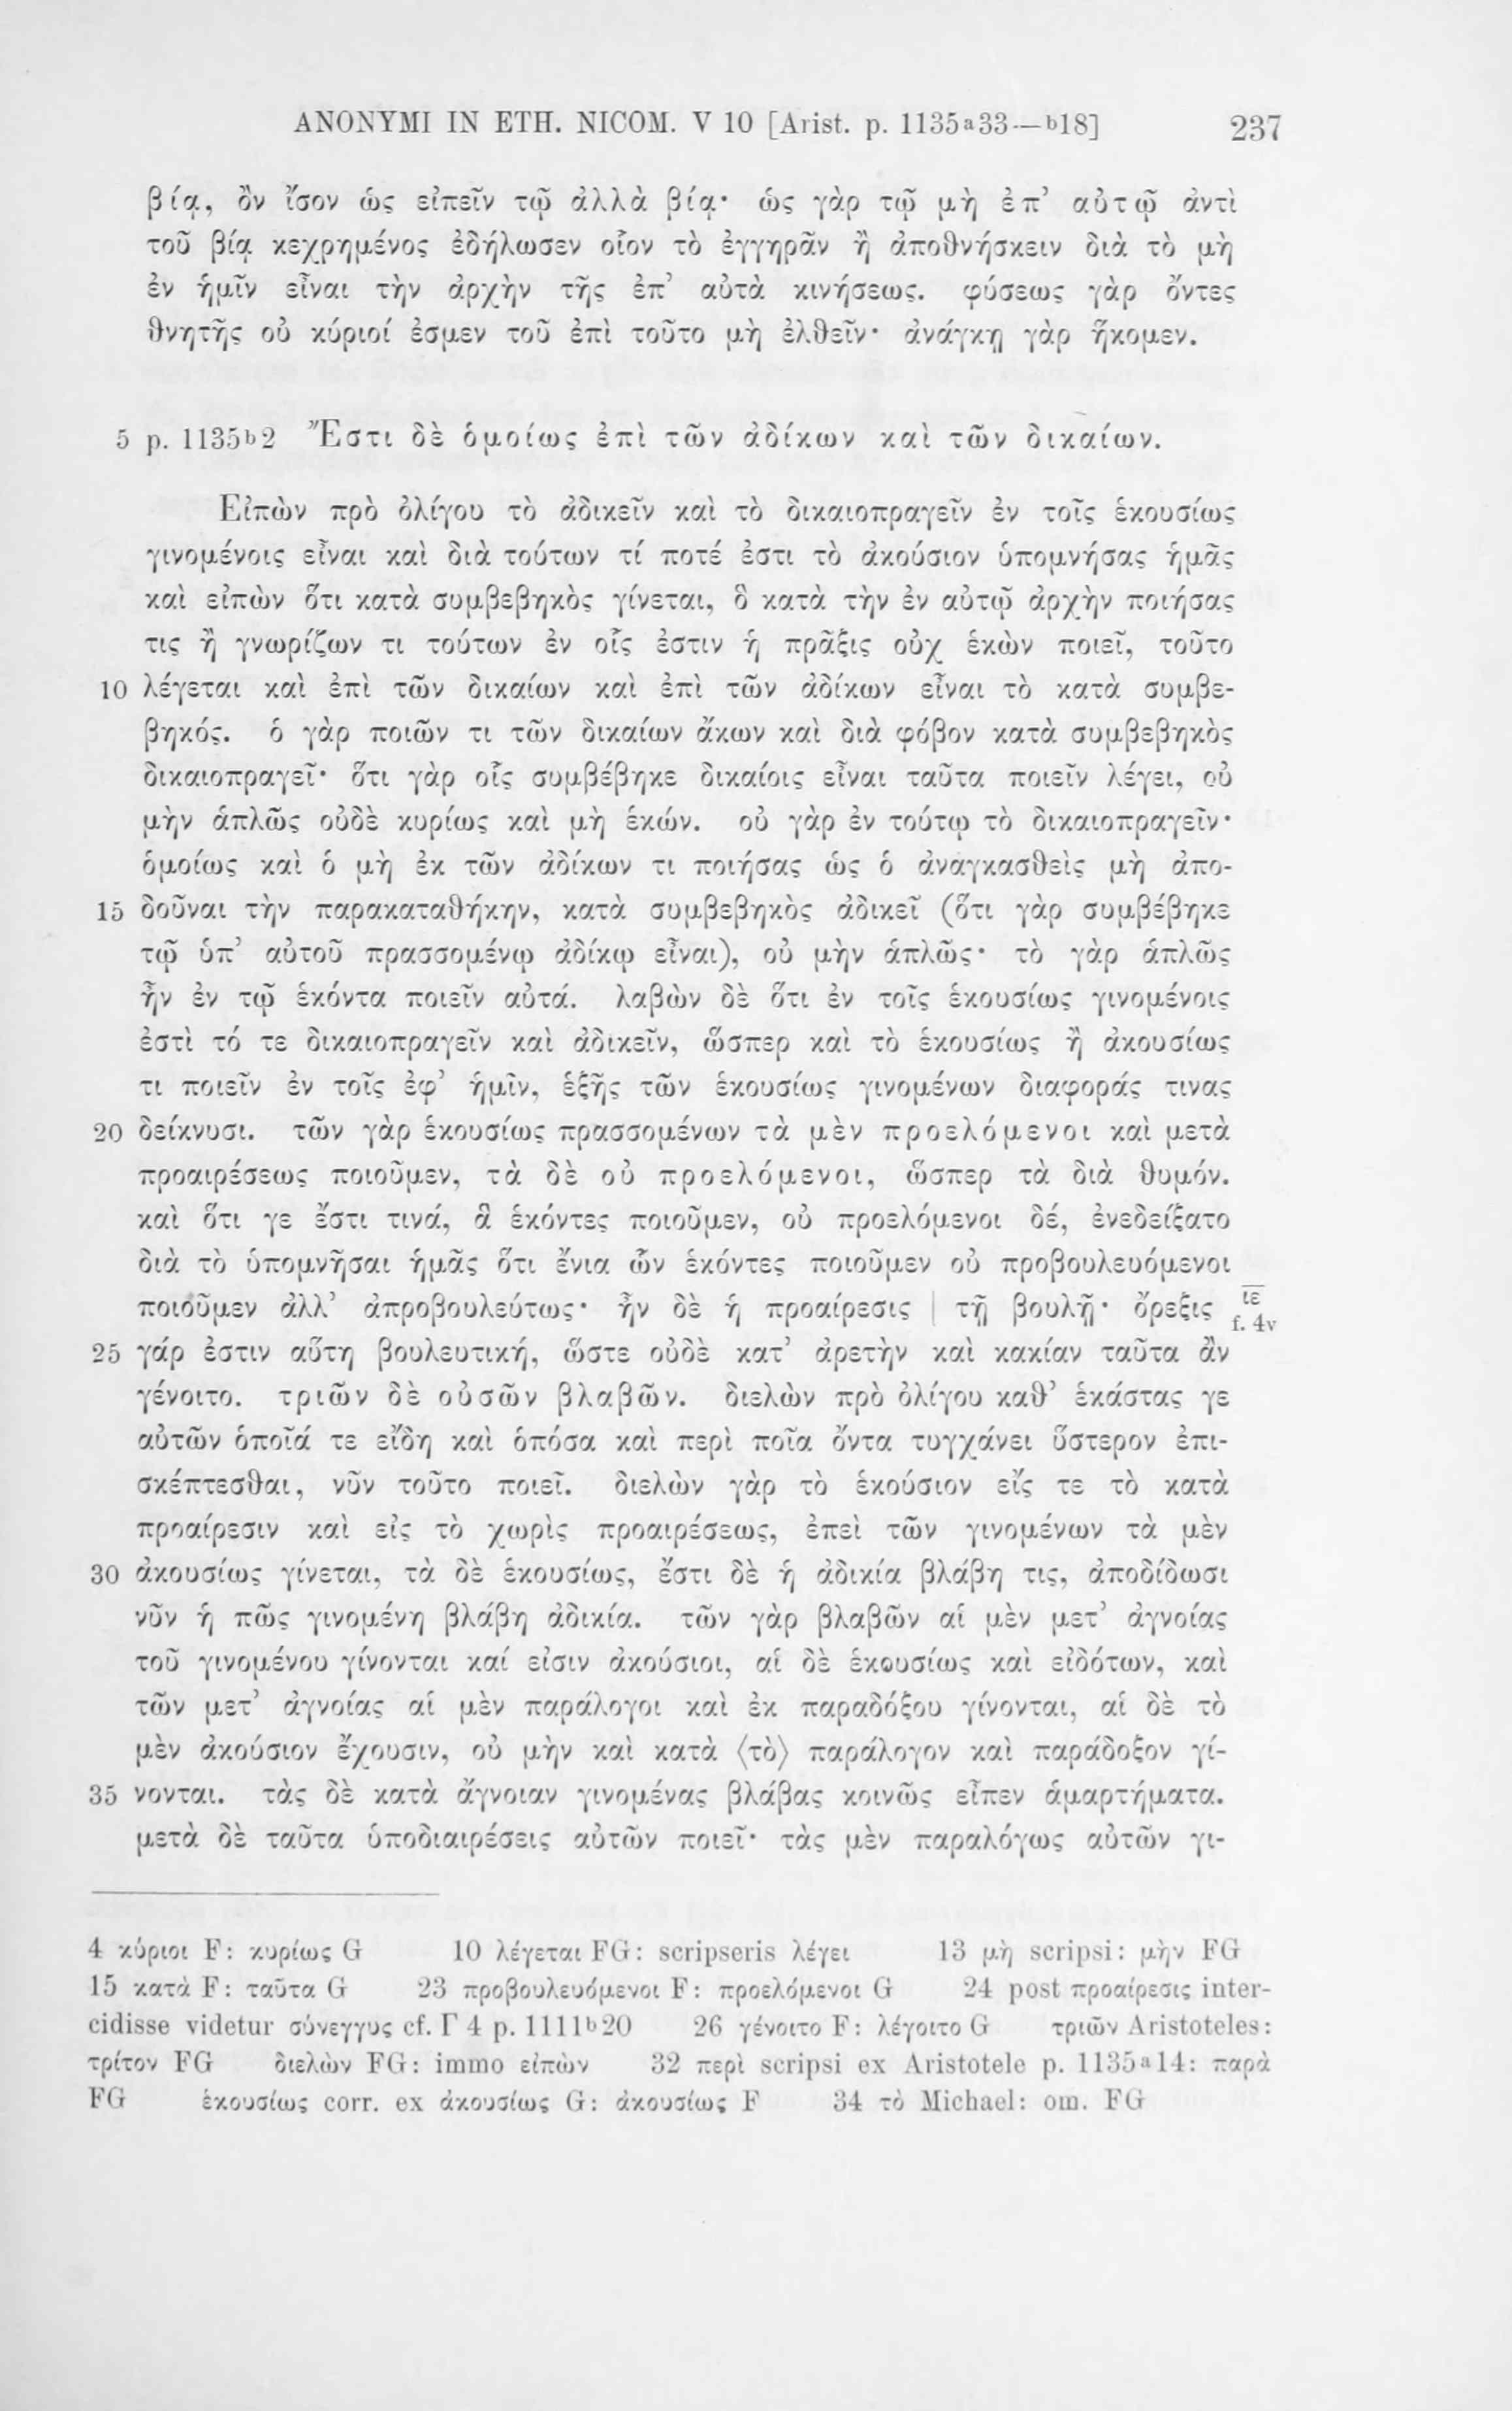 ANONYMI IN ETH. NICOM. V 10 [Arist. p. 1135a33—b18] 237
βίᾳ, ὂν ἴσον ὡς εἰπεῖν τῷ ἀλλὰ βίᾳ· ὡς γὰρ τῷ μὴ ἐπ’ αὐτῷ ἀντὶ
τοῦ βίᾳ κεχρημένος ἐδήλωσεν οἷον τὸ ἐγγηρᾶν ἢ ἀποθνήσκειν διὰ τὸ μὴ
ἐν ἡμῖν εἶναι τὴν ἀρχὴν τῆς ἐπ’ αὐτὰ κινήσεως. φύσεως γὰρ ὄντες
θνητῆς οὐ κύριοί ἐσμεν τοῦ ἐπὶ τοῦτο μὴ ἐλθεῖν· ἀνάγκῃ γὰρ ἥκομεν.
5 p. 1135b2 Ἔστι δὲ ὁμοίως ἐπὶ τῶν ἀδίκων καὶ τῶν δικαίων.
Εἰπὼν πρὸ ὀλίγου τὸ ἀδικεῖν καὶ τὸ δικαιοπραγεῖν ἐν τοῖς ἑκουσίως
γινομένοις εἶναι καὶ διὰ τούτων τί ποτέ ἐστι τὸ ἀκούσιον ὑπομνήσας ἡμᾶς
καὶ εἰπὼν ὅτι κατὰ συμβεβηκὸς γίνεται, ὃ κατὰ τὴν ἐν αὐτῷ ἀρχὴν ποιήσας
τις ἢ γνωρίζων τι τούτων ἐν οἷς ἐστιν ἡ πρᾶξις οὐχ ἑκὼν ποιεῖ, τοῦτο
10 λέγεται καὶ ἐπὶ τῶν δικαίων καὶ ἐπὶ τῶν ἀδίκων εἶναι τὸ κατὰ συμβε-
βηκός. ὁ γὰρ ποιῶν τι τῶν δικαίων ἄκων καὶ διὰ φόβον κατὰ συμβεβηκὸς
δικαιοπραγεῖ· ὅτι γὰρ οἷς συμβέβηκε δικαίοις εἶναι ταῦτα ποιεῖν λέγει, οὐ
μὴν ἁπλῶς οὐδὲ κυρίως καὶ μὴ ἑκών. οὐ γὰρ ἐν τούτῳ τὸ δικαιοπραγεῖν·
ὁμοίως καὶ ὁ μὴ ἐκ τῶν ἀδίκων τι ποιήσας ὡς ὁ ἀναγκασθεὶς μὴ ἀπο-
15 δοῦναι τὴν παρακαταθήκην, κατὰ συμβεβηκὸς ἀδικεῖ (ὅτι γὰρ συμβέβηκε
τῷ ὑπ’ αὐτοῦ πρασσομένῳ ἀδίκῳ εἶναι), οὐ μὴν ἁπλῶς· τὸ γὰρ ἁπλῶς
ἦν ἐν τῷ ἑκόντα ποιεῖν αὐτά. λαβὼν δὲ ὅτι ἐν τοῖς ἑκουσίως γινομένοις
ἐστὶ τό τε δικαιοπραγεῖν καὶ ἀδικεῖν, ὥσπερ καὶ τὸ ἑκουσίως ἢ ἀκουσίως
τι ποιεῖν ἐν τοῖς ἐφ’ ἡμῖν, ἑξῆς τῶν ἑκουσίως γινομένων διαφοράς τινας
20 δείκνυσι. τῶν γὰρ ἑκουσίως πρασσομένων τὰ μὲν προελόμενοι καὶ μετὰ
προαιρέσεως ποιοῦμεν, τὰ δὲ οὐ προελόμενοι, ὥσπερ τὰ διὰ θυμόν.
καὶ ὅτι γε ἔστι τινά, ἃ ἑκόντες ποιοῦμεν, οὐ προελόμενοι δέ, ἐνεδείξατο
διὰ τὸ ὑπομνῆσαι ἡμᾶς ὅτι ἔνια ὧν ἑκόντες ποιοῦμεν οὐ προβουλευόμενοι
ποιοῦμεν ἀλλ’ ἀπροβουλεύτως· ἦν δὲ ἡ προαίρεσις | τῇ βουλῇ· ὄρεξις ιε f. 4v
25 γάρ ἐστιν αὕτη βουλευτική, ὥστε οὐδὲ κατ’ ἀρετὴν καὶ κακίαν ταῦτα ἂν
γένοιτο. τριῶν δὲ οὐσῶν βλαβῶν. διελὼν πρὸ ὀλίγου καθ’ ἑκάστας γε
αὐτῶν ὁποῖά τε εἴδη καὶ ὁπόσα καὶ περὶ ποῖα ὄντα τυγχάνει ὕστερον ἐπι-
σκέπτεσθαι, νῦν τοῦτο ποιεῖ. διελὼν γὰρ τὸ ἑκούσιον εἴς τε τὸ κατὰ
προαίρεσιν καὶ εἰς τὸ χωρὶς προαιρέσεως, ἐπεὶ τῶν γινομένων τὰ μὲν
30 ἀκουσίως γίνεται, τὰ δὲ ἑκουσίως, ἔστι δὲ ἡ ἀδικία βλάβη τις, ἀποδίδωσι
νῦν ἡ πῶς γινομένη βλάβη ἀδικία. τῶν γὰρ βλαβῶν αἱ μὲν μετ’ ἀγνοίας
τοῦ γινομένου γίνονται καί εἰσιν ἀκούσιοι, αἱ δὲ ἑκουσίως καὶ εἰδότων, καὶ
τῶν μετ’ ἀγνοίας αἱ μὲν παράλογοι καὶ ἐκ παραδόξου γίνονται, αἱ δὲ τὸ
μὲν ἀκούσιον ἔχουσιν, οὐ μὴν καὶ κατὰ ⟨τὸ⟩ παράλογον καὶ παράδοξον γί-
35 νονται. τὰς δὲ κατὰ ἄγνοιαν γινομένας βλάβας κοινῶς εἶπεν ἁμαρτήματα.
μετὰ δὲ ταῦτα ὑποδιαιρέσεις αὐτῶν ποιεῖ· τὰς μὲν παραλόγως αὐτῶν γι-
4 κύριοι F: κυρίως G 10 λέγεται FG: scripseris λέγει 13 μὴ scripsi: μὴν FG
15 κατὰ F: ταῦτα G 23 προβουλευόμενοι F: προελόμενοι G 24 post προαίρεσις inter-
cidisse videtur σύνεγγυς cf. Γ 4 p. 1111b20 26 γένοιτο F: λέγοιτο G τριῶν Aristoteles:
τρίτον FG διελὼν FG: immo εἰπὼν 32 περὶ scripsi ex Aristotele p. 1135a14: παρὰ
FG ἑκουσίως corr. ex ἀκουσίως G: ἀκουσίως F 34 τὸ Michael: om. FG